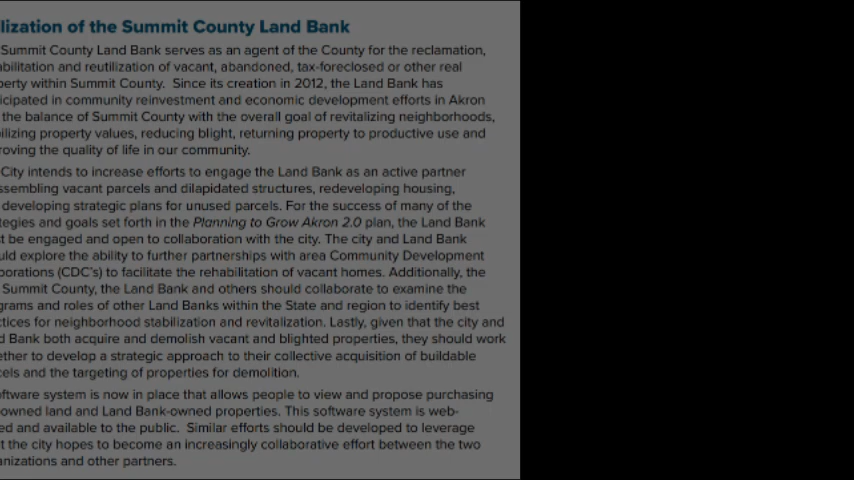 lization of the Summit County Land Bank
Summit County Land Bank serves as an agent of the County for the reclamation,
abilitation and reutilization of vacant, abandoned, tax-foreclosed or other real
perty within Summit County. Since its creation in 2012, the Land Bank has
icipated in community reinvestment and economic development efforts in Akron
the balance of Summit County with the overall goal of revitalizing neighborhoods,
bilizing property values, reducing blight, returning property to productive use and
roving the quality of life in our community.
City intends to increase efforts to engage the Land Bank as an active partner
ssembling vacant parcels and dilapidated structures, redeveloping housing,
developing strategic plans for unused parcels. For the success of many of the
tegies and goals set forth in the Planning to Grow Akron 2.0 plan, the Land Bank
t be engaged and open to collaboration with the city. The city and Land Bank
uld explore the ability to further partnerships with area Community Development
porations (CDC's) to facilitate the rehabilitation of vacant homes. Additionally, the
Summit County, the Land Bank and others should collaborate to examine the
grams and roles of other Land Banks within the State and region to identify best
ctices for neighborhood stabilization and revitalization. Lastly, given that the city and
d Bank both acquire and demolish vacant and blighted properties, they should work
ether to develop a strategic approach to their collective acquisition of buildable
cels and the targeting of properties for demolition.
oftware system is now in place that allows people to view and propose purchasing
owned land and Land Bank-owned properties. This software system is web-
ed and available to the public. Similar efforts should be developed to leverage
t the city hopes to become an increasingly collaborative effort between the two
anizations and other partners.